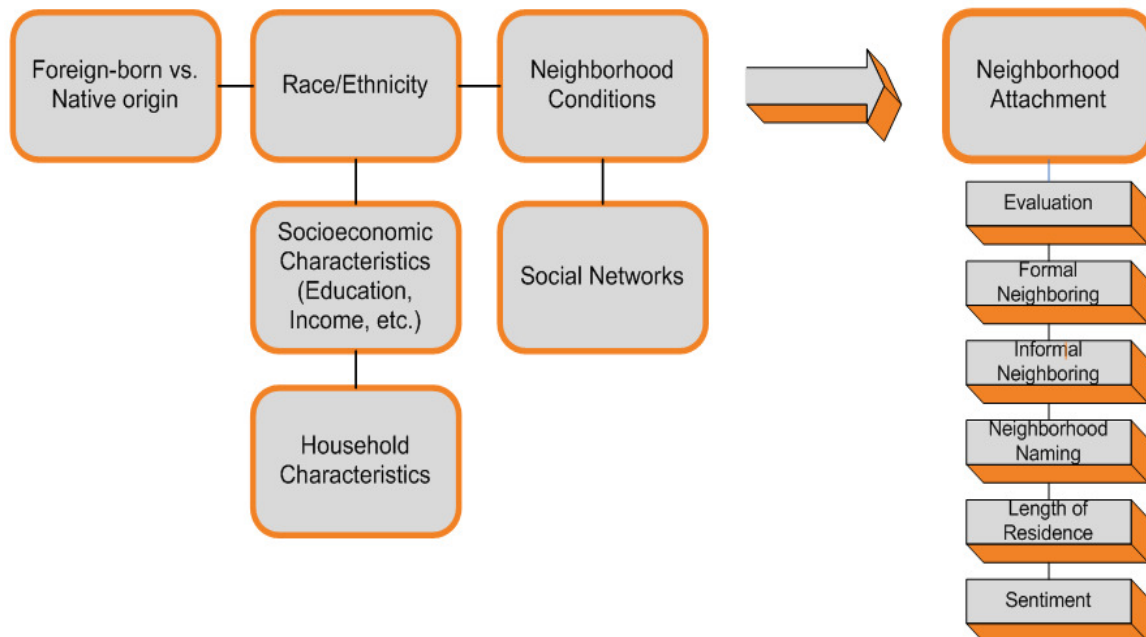 Foreign-born vs.
Native origin
Race/Ethnicity
Neighborhood
Conditions
Neighborhood
Attachment
Socioeconomic
Characteristics
(Education,
Income, etc.)
Social Networks
Household
Characteristics
Evaluation
Formal
Neighboring
Informal
Neighboring
Neighborhood
Naming
Length of
Residence
Sentiment